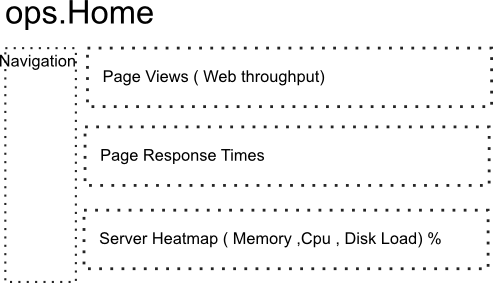 ops.Home
Navigation
Page Views ( Web throughput)
Page Response Times
Server Heatmap ( Memory ,Cpu , Disk Load) %